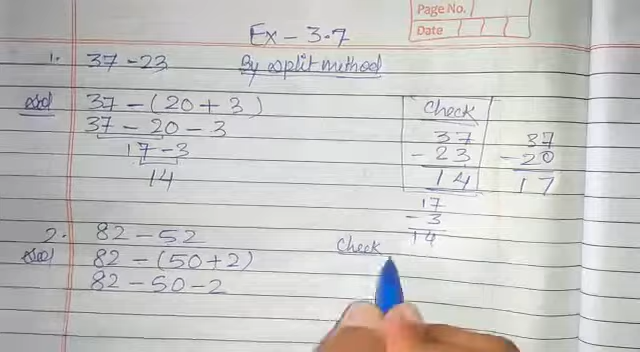 Page No.
Date
Ex - 3.7
1. 37 - 23 By split method
sol 37 - (20 + 3)
37 - 20 - 3
17 - 3
14
Check
37
- 23
14
37
- 20
17
17
- 3
14
2. 82 - 52
sol 82 - (50 + 2)
82 - 50 - 2
Check